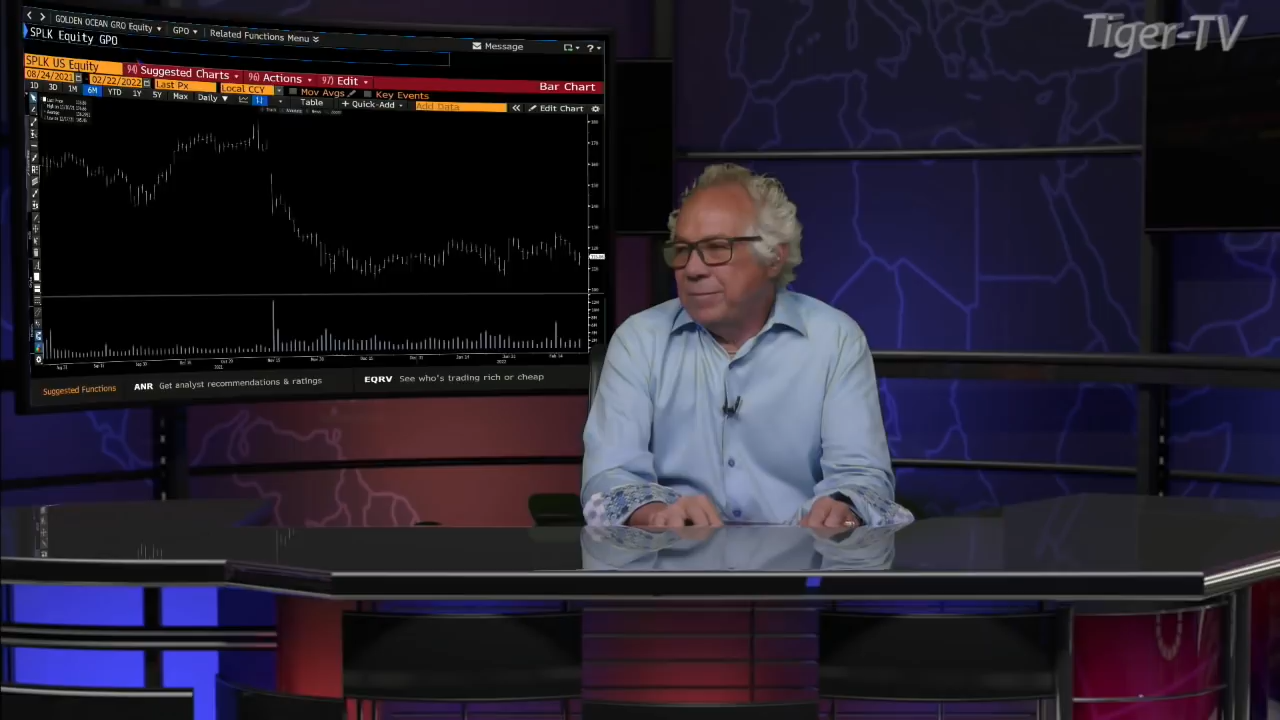 Tiger-TV
GOLDEN OCEAN GRO Equity GPO Related Functions Menu
SPLK Equity GPO
Message
SPLK US Equity
94) Suggested Charts 96) Actions 97) Edit Bar Chart
08/24/2021 - 02/22/2022 Last Px Local CCY Mov Avgs Key Events
1D 3D 1M 6M YTD 1Y 5Y Max Daily Table + Quick-Add Add Data Edit Chart
Suggested Functions ANR Get analyst recommendations & ratings EQRV See who's trading rich or cheap